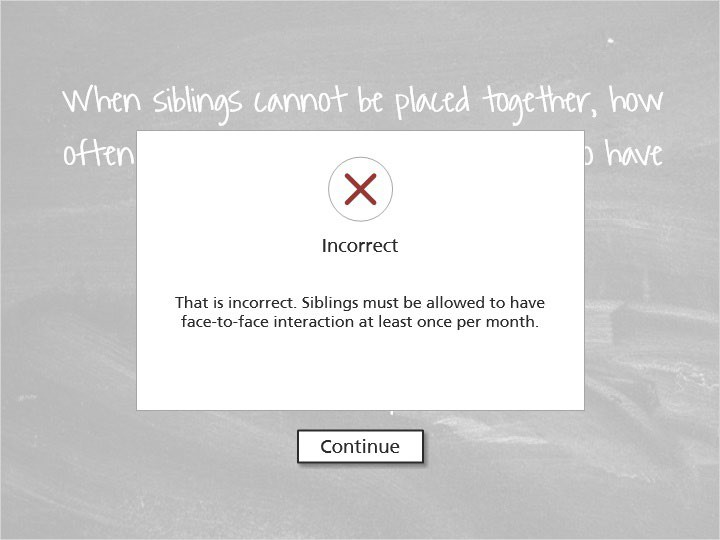 When siblings cannot be placed together, how
often have
Incorrect
That is incorrect. Siblings must be allowed to have
face-to-face interaction at least once per month.
Continue